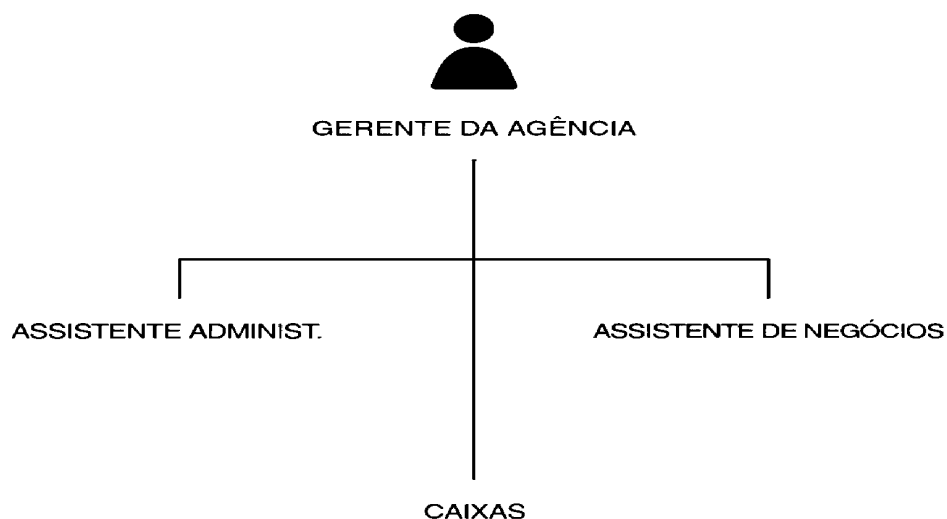 GERENTE DA AGÊNCIA
ASSISTENTE ADMINIST.
ASSISTENTE DE NEGÓCIOS
CAIXAS